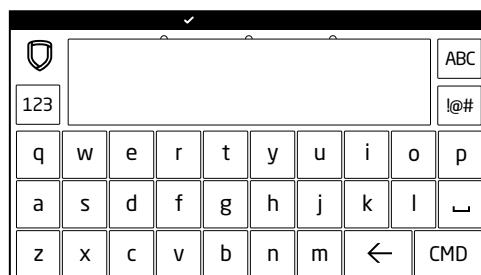 ABC
123 !@#
q w e r t y u i o p
a s d f g h j k l
z x c v b n m ← CMD